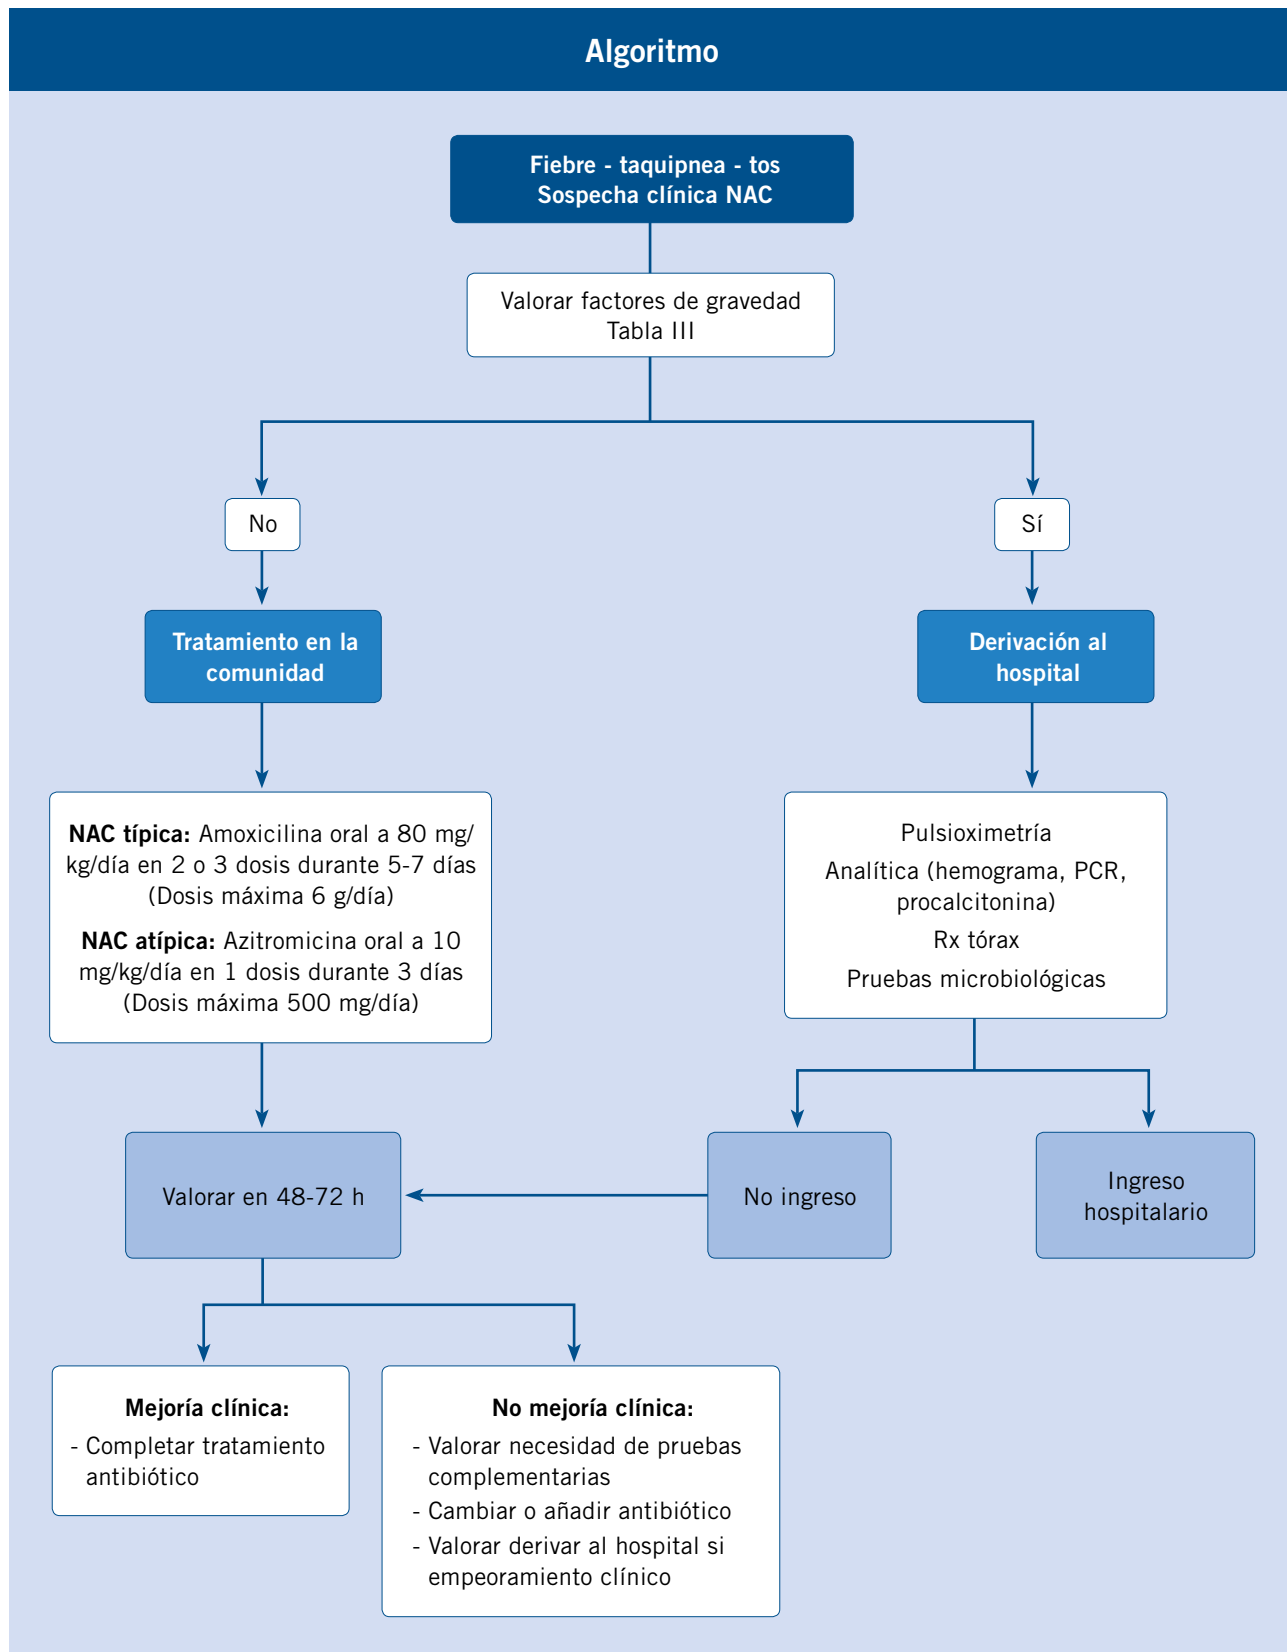 Algoritmo
Fiebre - taquipnea - tos
Sospecha clínica NAC
Valorar factores de gravedad
Tabla III
No
Sí
Tratamiento en la
comunidad
Derivación al
hospital
NAC típica: Amoxicilina oral a 80 mg/
kg/día en 2 o 3 dosis durante 5-7 días
(Dosis máxima 6 g/día)
NAC atípica: Azitromicina oral a 10
mg/kg/día en 1 dosis durante 3 días
(Dosis máxima 500 mg/día)
Pulsioximetría
Analítica (hemograma, PCR,
procalcitonina)
Rx tórax
Pruebas microbiológicas
Valorar en 48-72 h
No ingreso
Ingreso
hospitalario
Mejoría clínica:
- Completar tratamiento
antibiótico
No mejoría clínica:
- Valorar necesidad de pruebas
complementarias
- Cambiar o añadir antibiótico
- Valorar derivar al hospital si
empeoramiento clínico